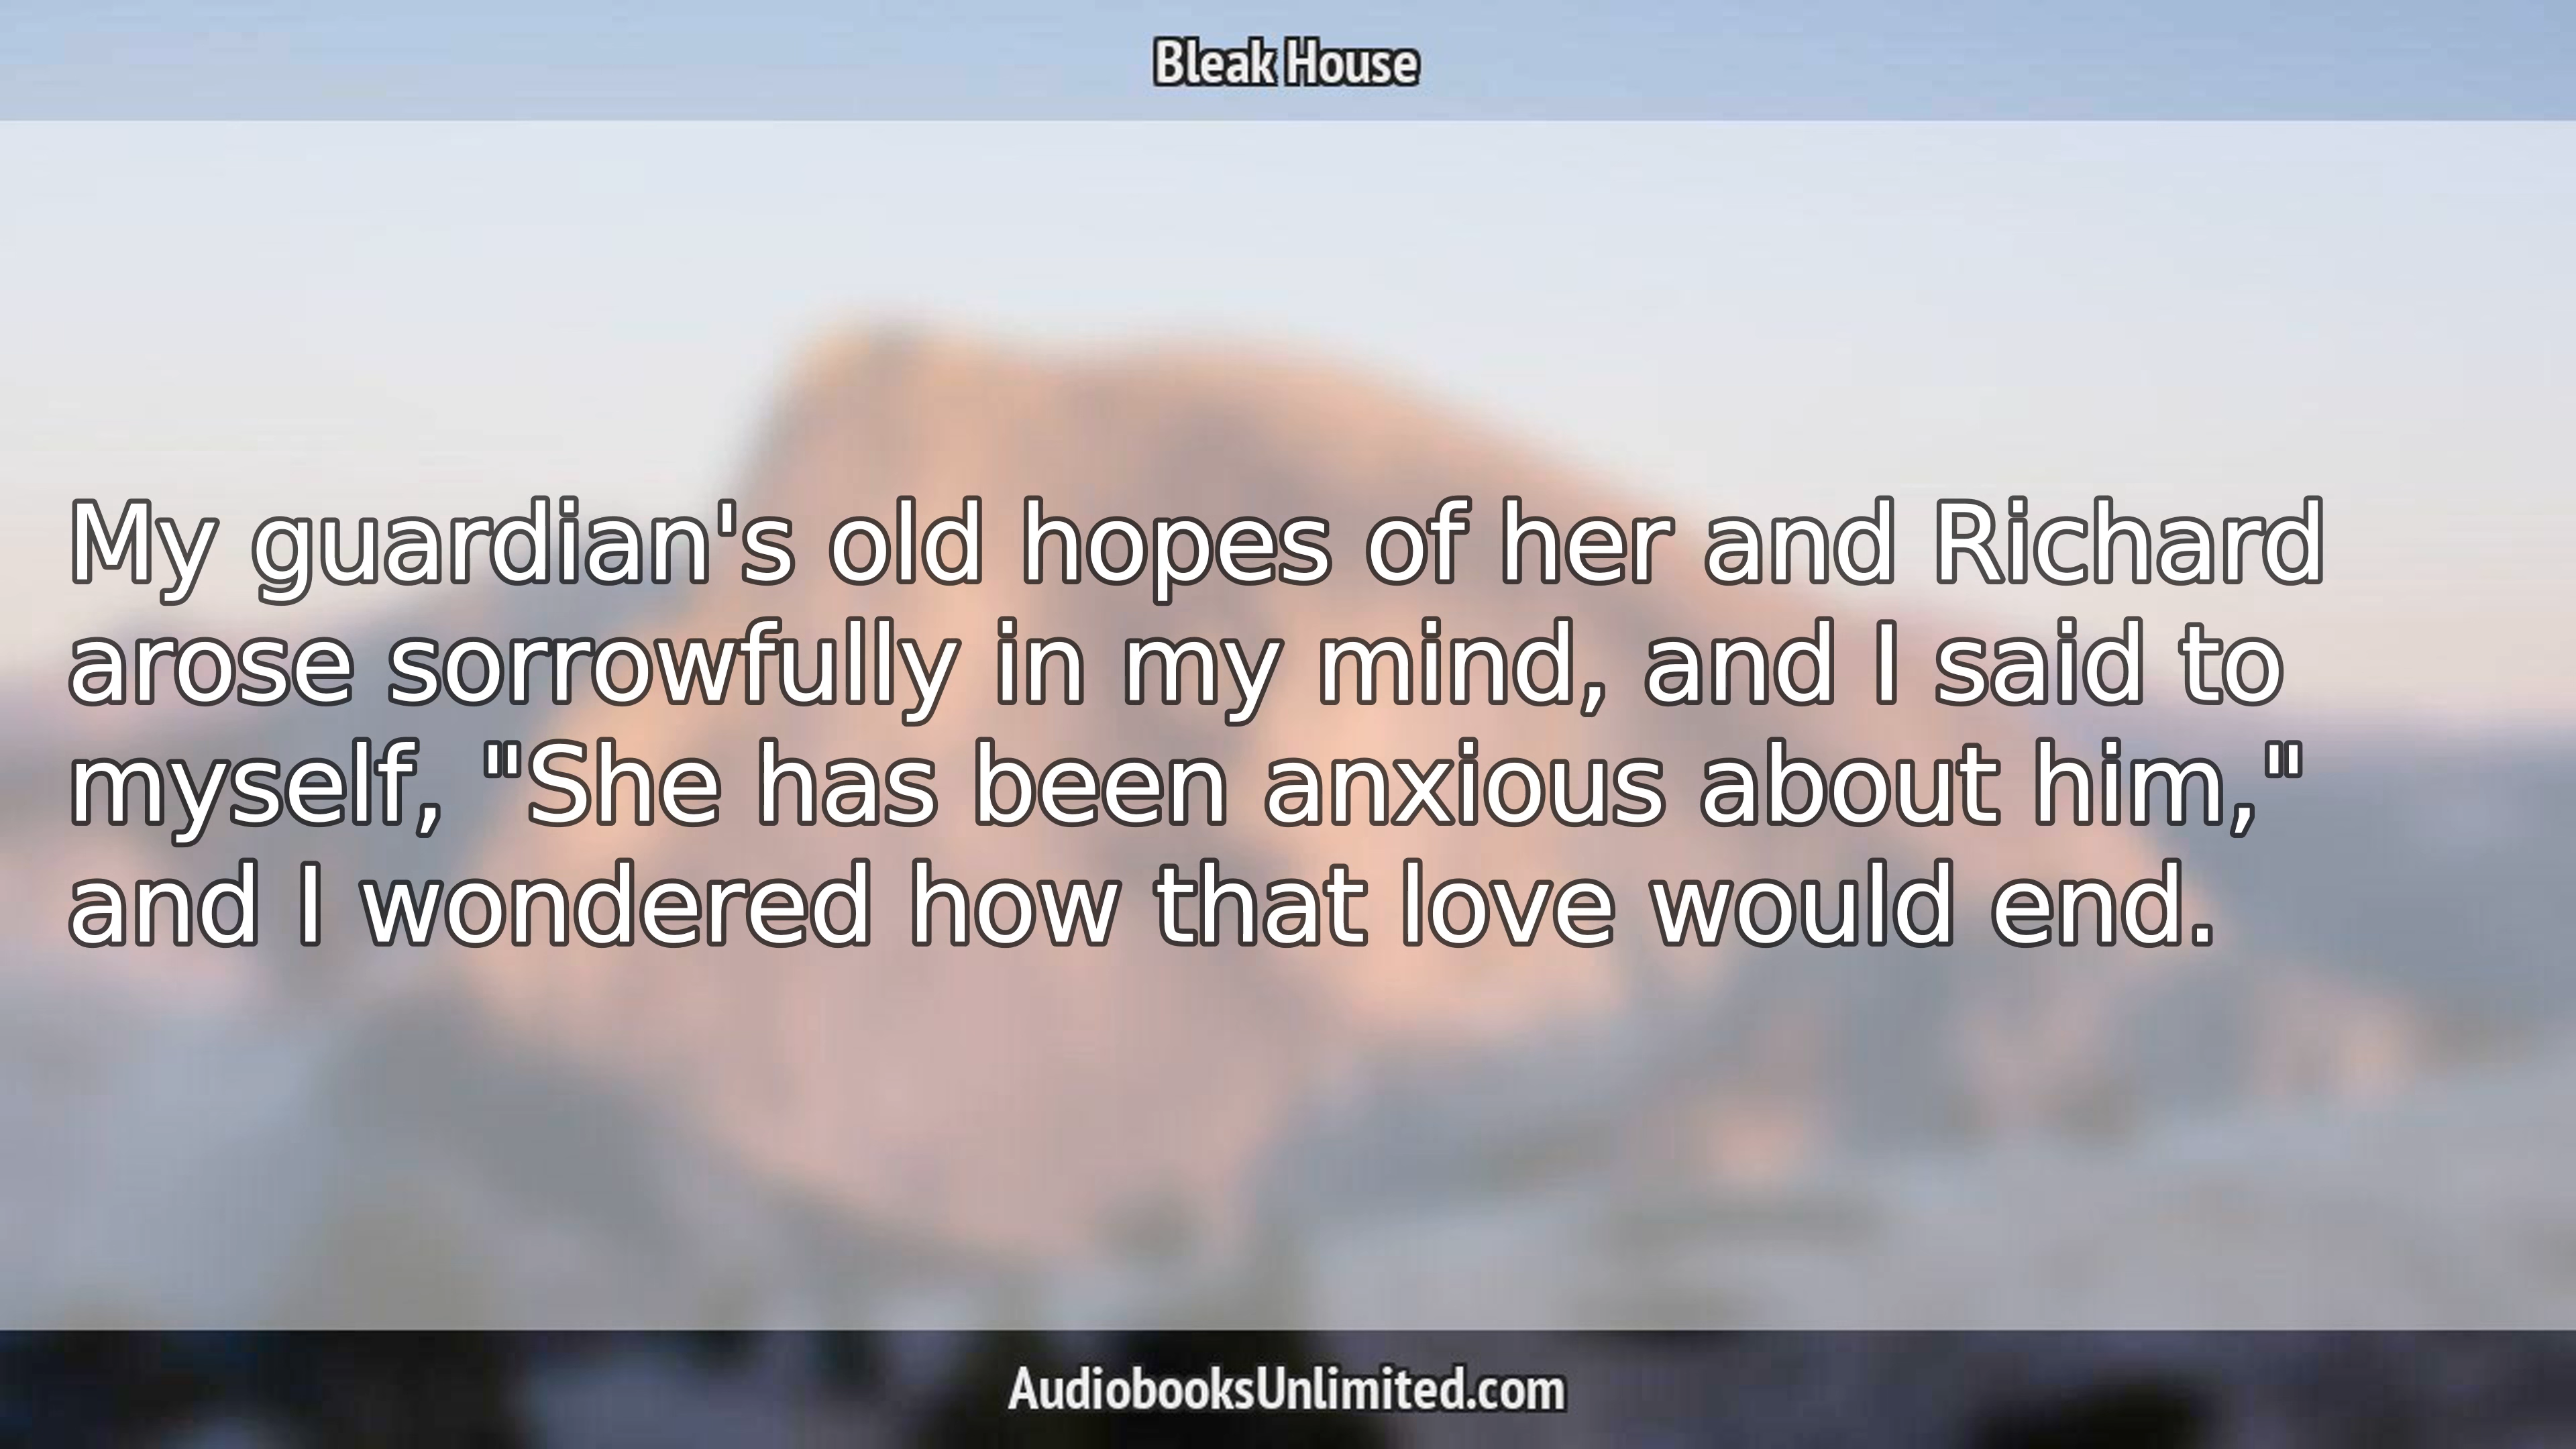 Bleak House
My guardian's old hopes of her and Richard
arose sorrowfully in my mind, and I said to
myself, "She has been anxious about him,"
and I wondered how that love would end.
AudiobooksUnlimited.com